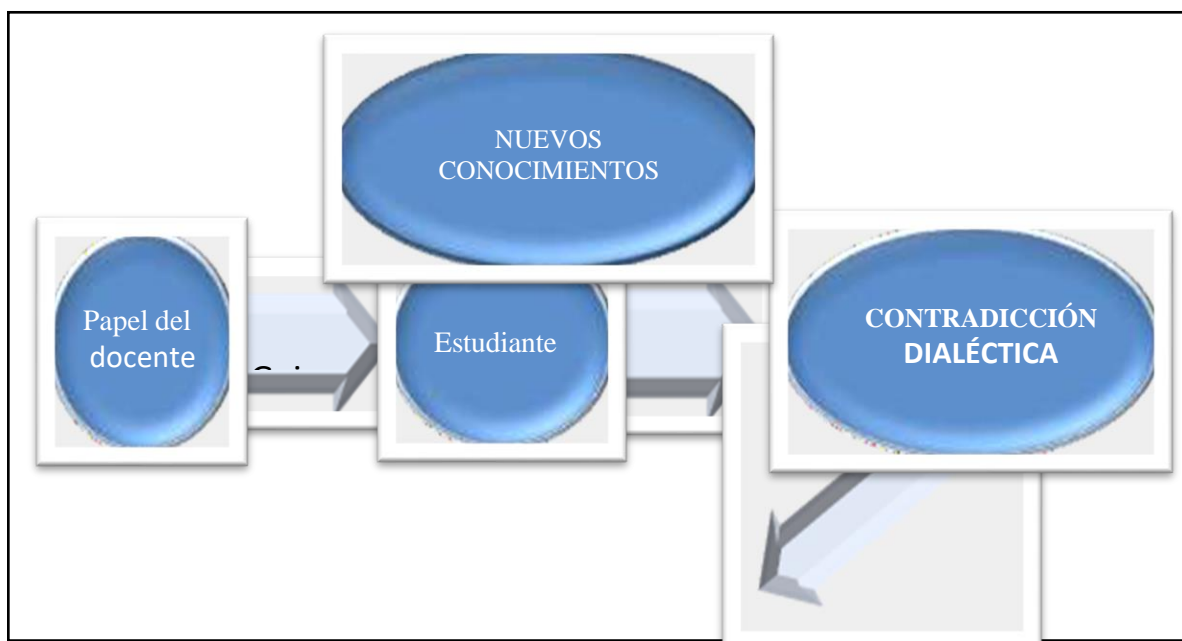 NUEVOS
CONOCIMIENTOS
Papel del
docente
Estudiante
CONTRADICCIÓN
DIALÉCTICA